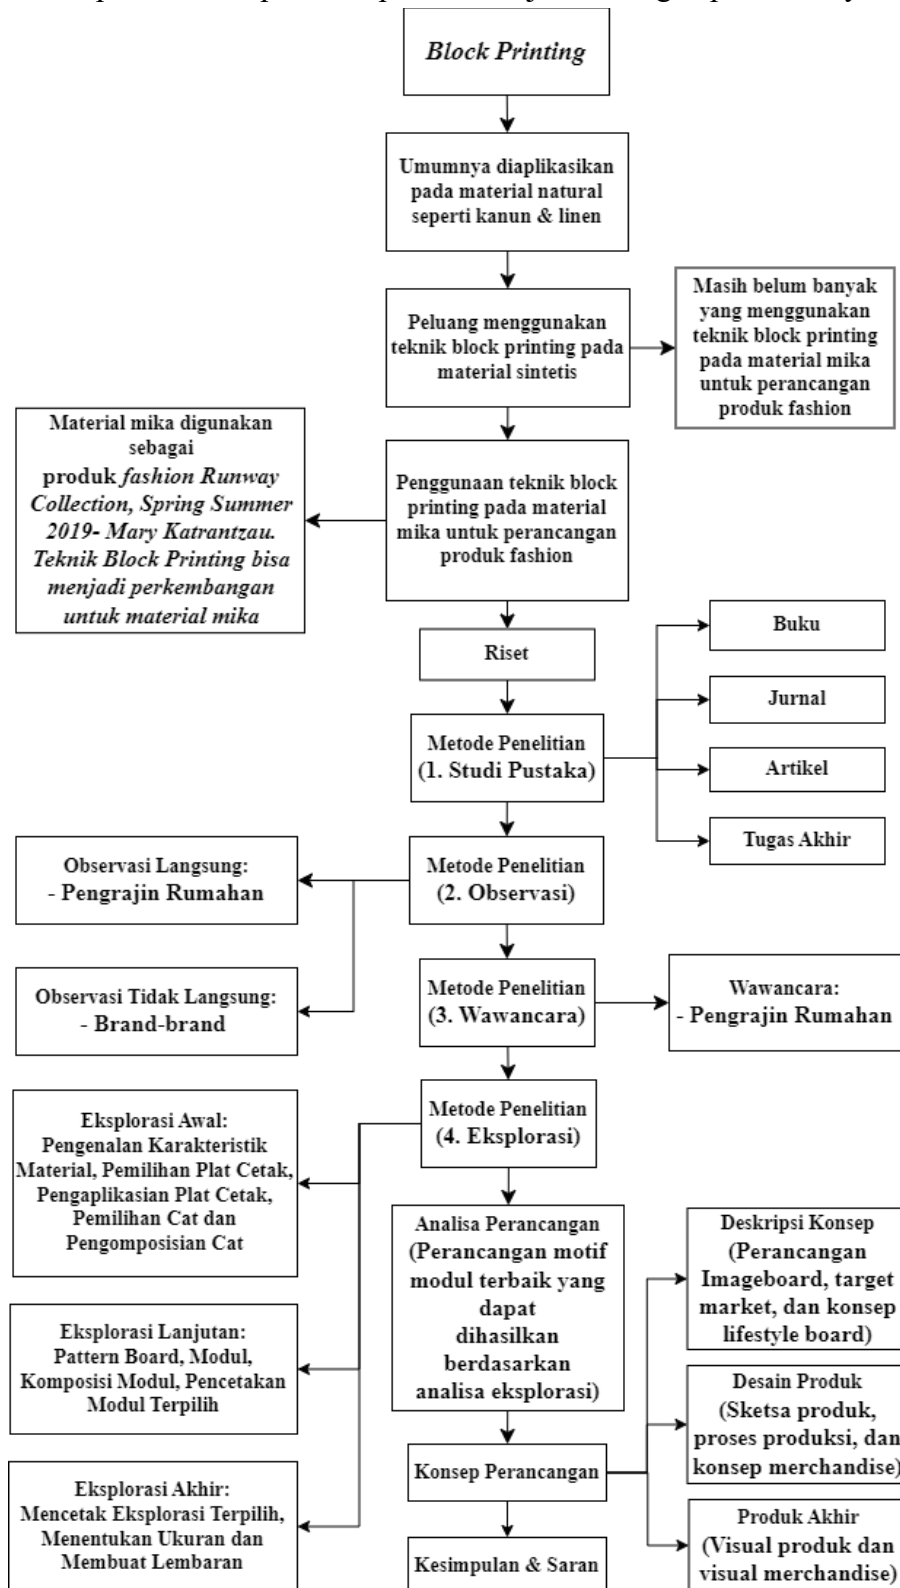 Block Printing
Umumnya diaplikasikan
pada material natural
seperti kanun & linen
Peluang menggunakan
teknik block printing pada
material sintetis
Masih belum banyak
yang menggunakan
teknik block printing
pada material mika
untuk perancangan
produk fashion
Material mika digunakan
sebagai
produk fashion Runway
Collection, Spring Summer
2019- Mary Katrantzau.
Teknik Block Printing bisa
menjadi perkembangan
untuk material mika
Penggunaan teknik block
printing pada material
mika untuk perancangan
produk fashion
Riset
Buku
Jurnal
Artikel
Tugas Akhir
Metode Penelitian
(1. Studi Pustaka)
Observasi Langsung:
- Pengrajin Rumahan
Metode Penelitian
(2. Observasi)
Observasi Tidak Langsung:
- Brand-brand
Metode Penelitian
(3. Wawancara)
Wawancara:
- Pengrajin Rumahan
Metode Penelitian
(4. Eksplorasi)
Eksplorasi Awal:
Pengenalan Karakteristik
Material, Pemilihan Plat Cetak,
Pengaplikasian Plat Cetak,
Pemilihan Cat dan
Pengomposisian Cat
Analisa Perancangan
(Perancangan motif
modul terbaik yang
dapat
dihasilkan
berdasarkan
analisa eksplorasi)
Deskripsi Konsep
(Perancangan
Imageboard, target
market, dan konsep
lifestyle board)
Eksplorasi Lanjutan:
Pattern Board, Modul,
Komposisi Modul, Pencetakan
Modul Terpilih
Desain Produk
(Sketsa produk,
proses produksi, dan
konsep merchandise)
Konsep Perancangan
Eksplorasi Akhir:
Mencetak Eksplorasi Terpilih,
Menentukan Ukuran dan
Membuat Lembaran
Produk Akhir
(Visual produk dan
visual merchandise)
Kesimpulan & Saran